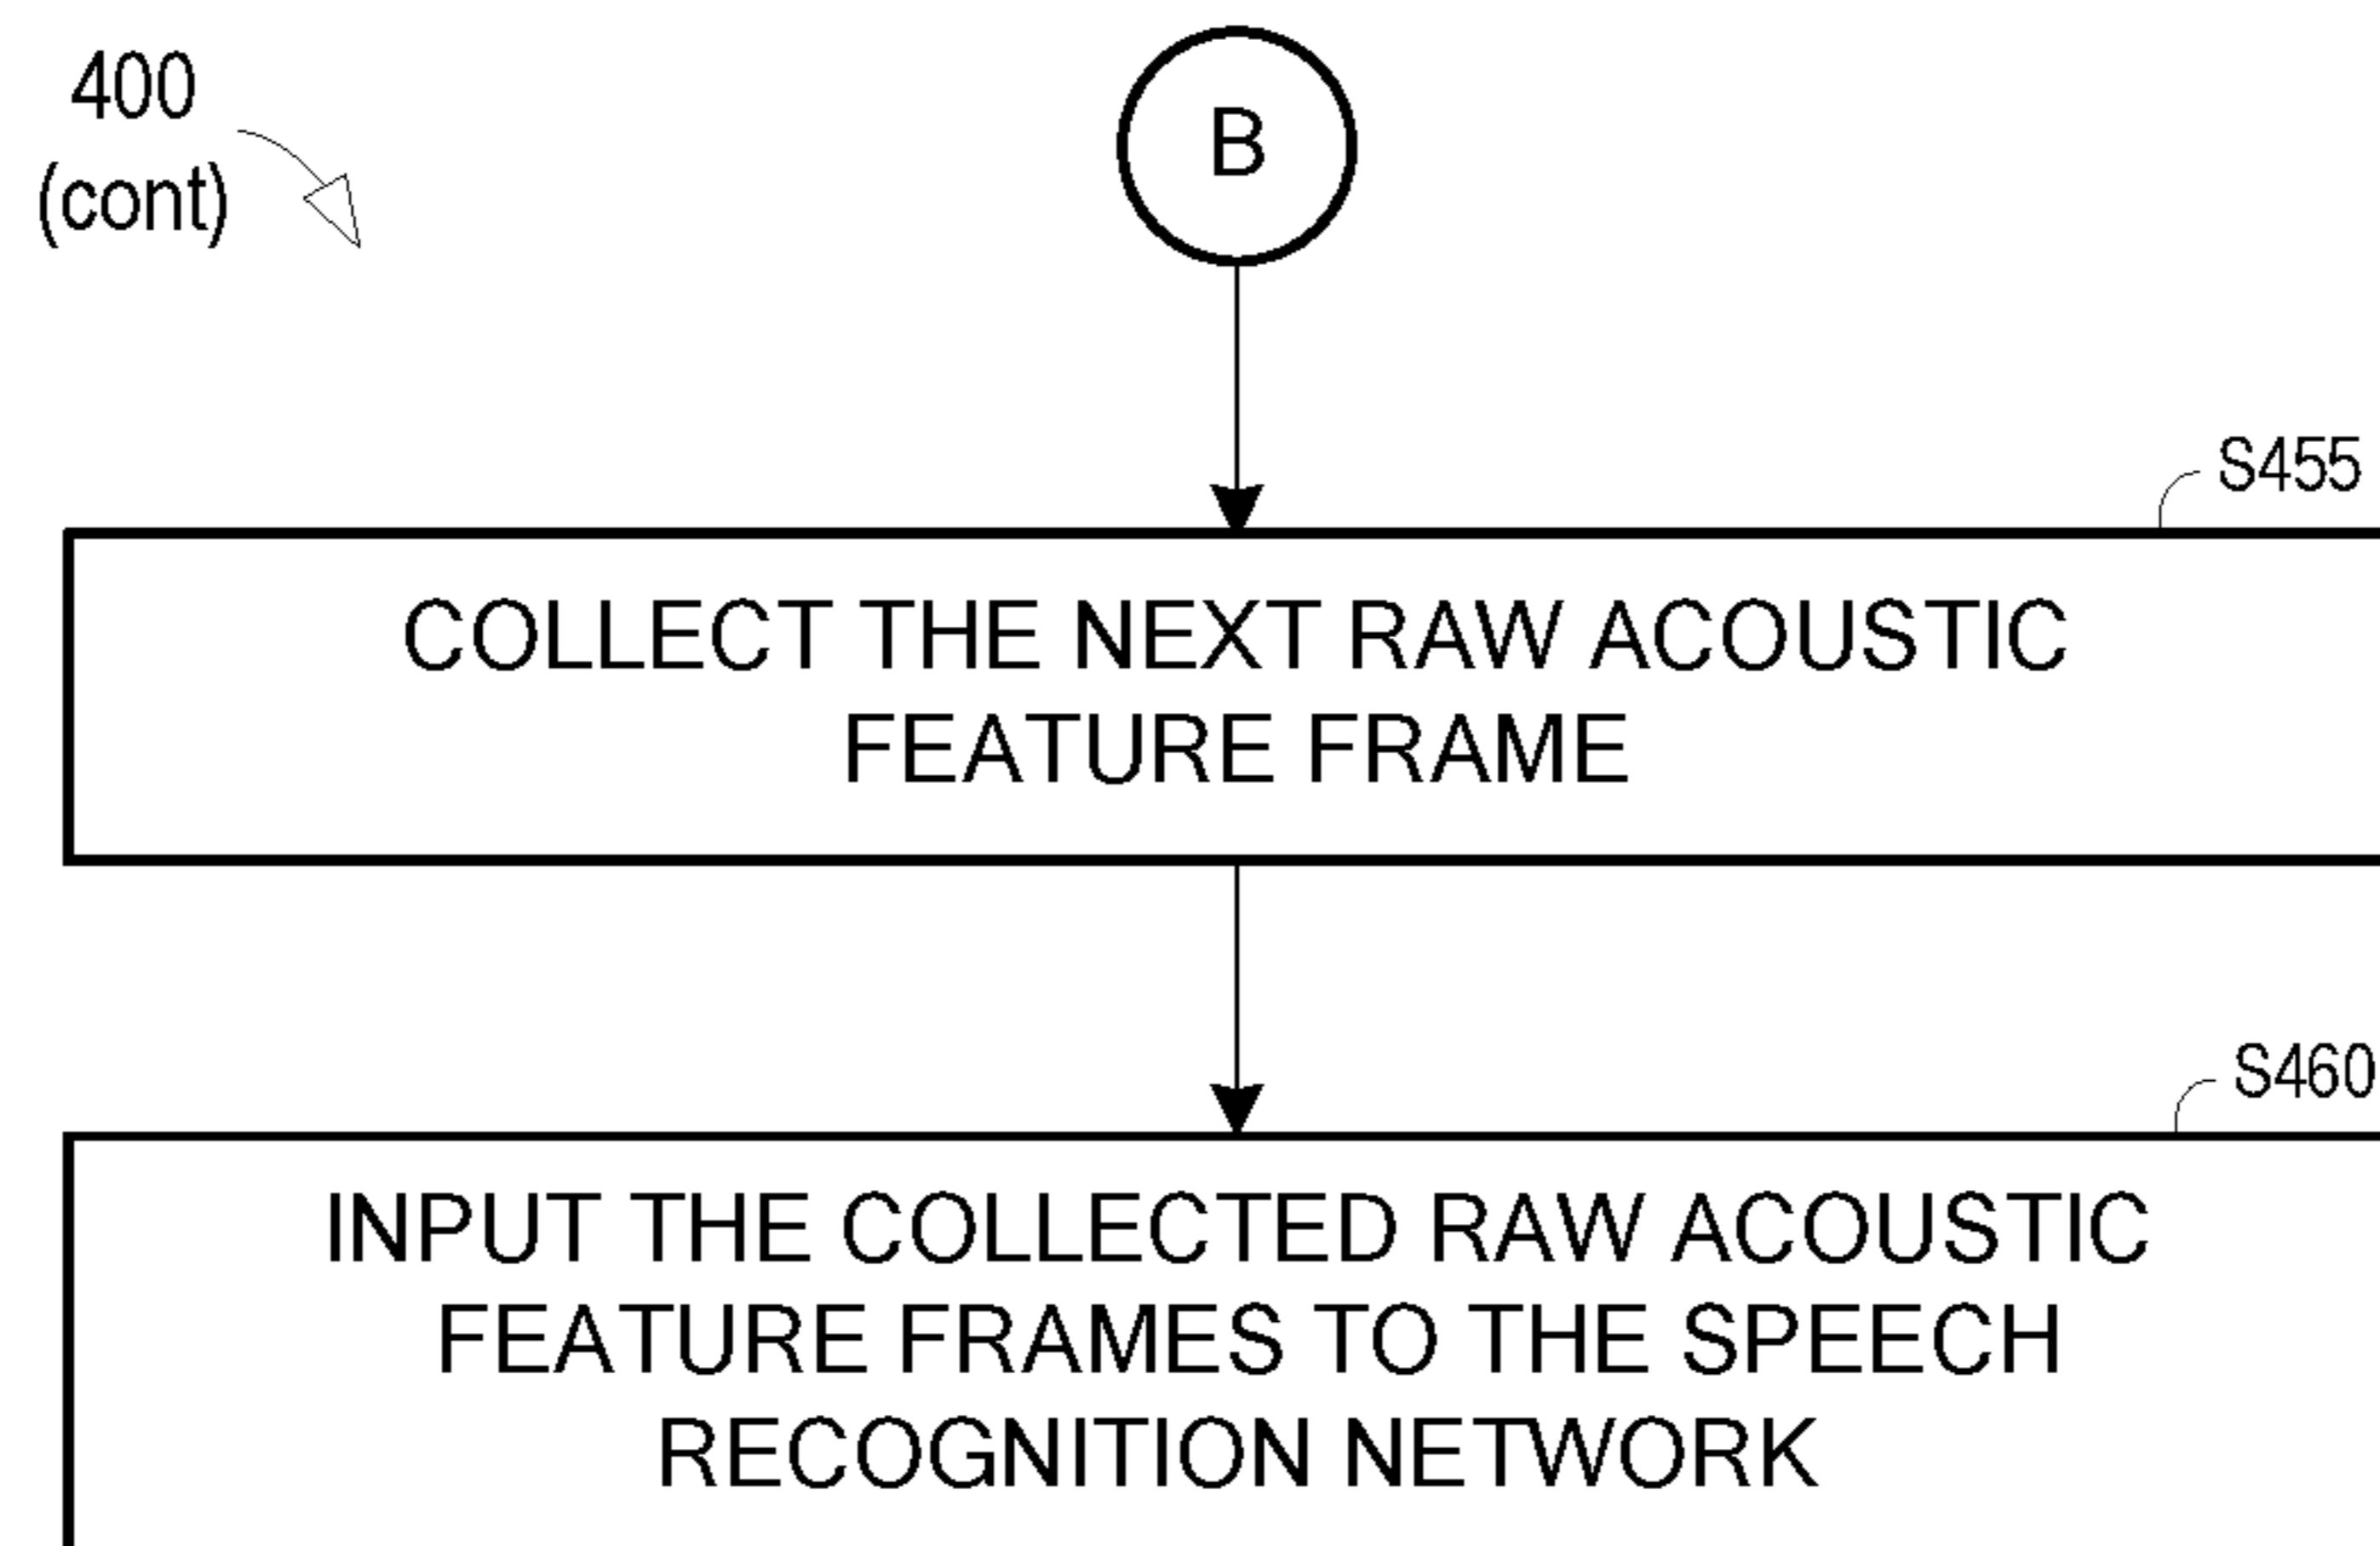 400
(cont)
B
S455
COLLECT THE NEXT RAW ACOUSTIC
FEATURE FRAME
S460
INPUT THE COLLECTED RAW ACOUSTIC
FEATURE FRAMES TO THE SPEECH
RECOGNITION NETWORK